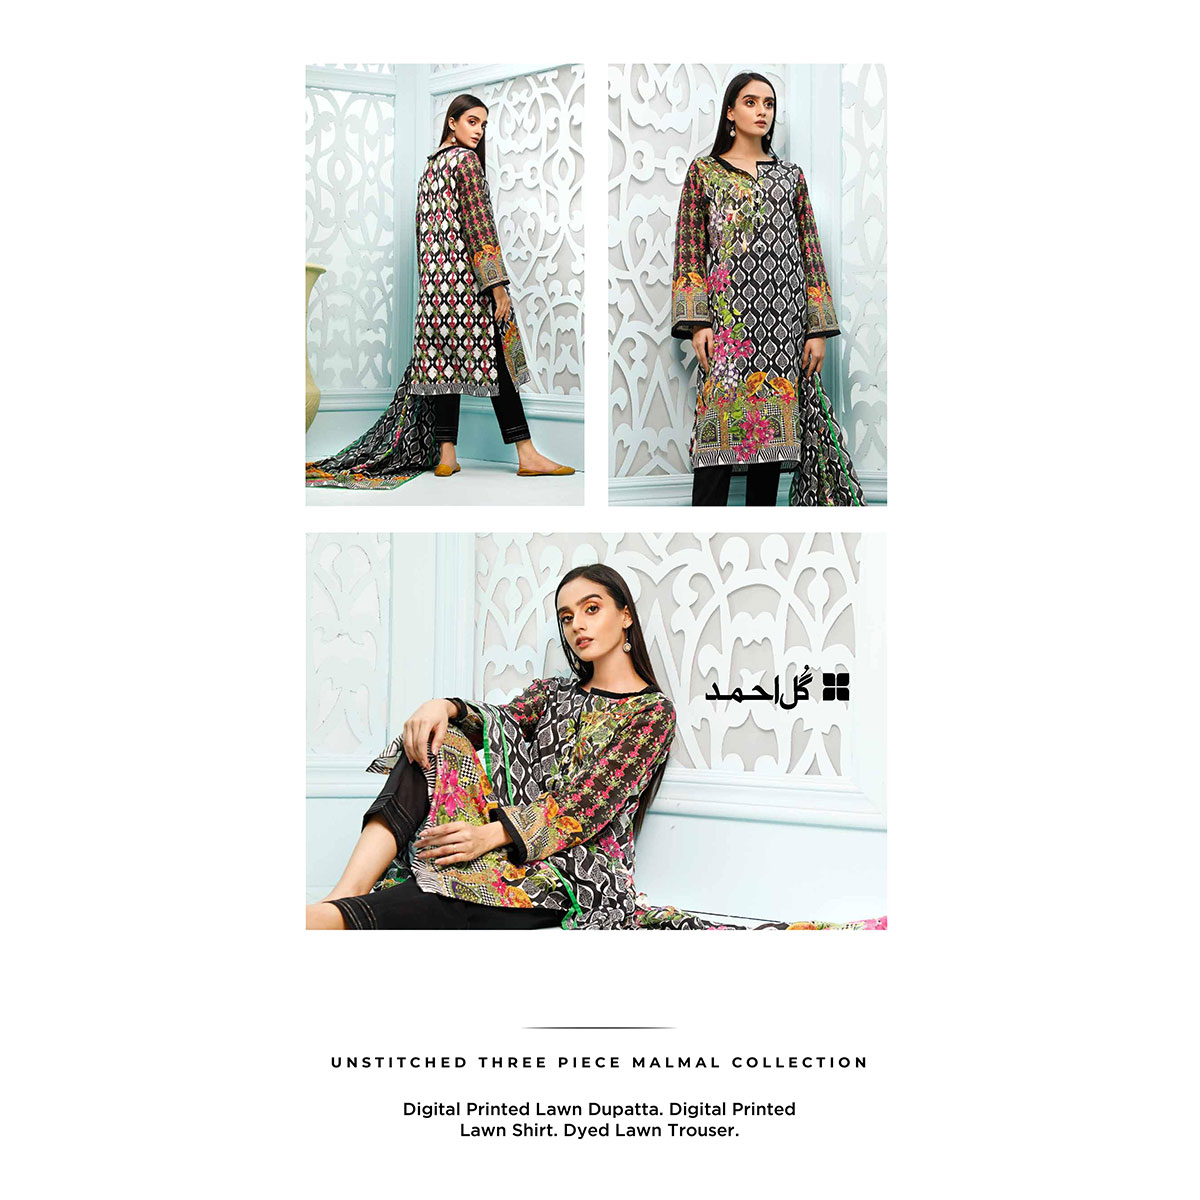 گُل احمد
UNSTITCHED THREE PIECE MALMAL COLLECTION
Digital Printed Lawn Dupatta. Digital Printed
Lawn Shirt. Dyed Lawn Trouser.